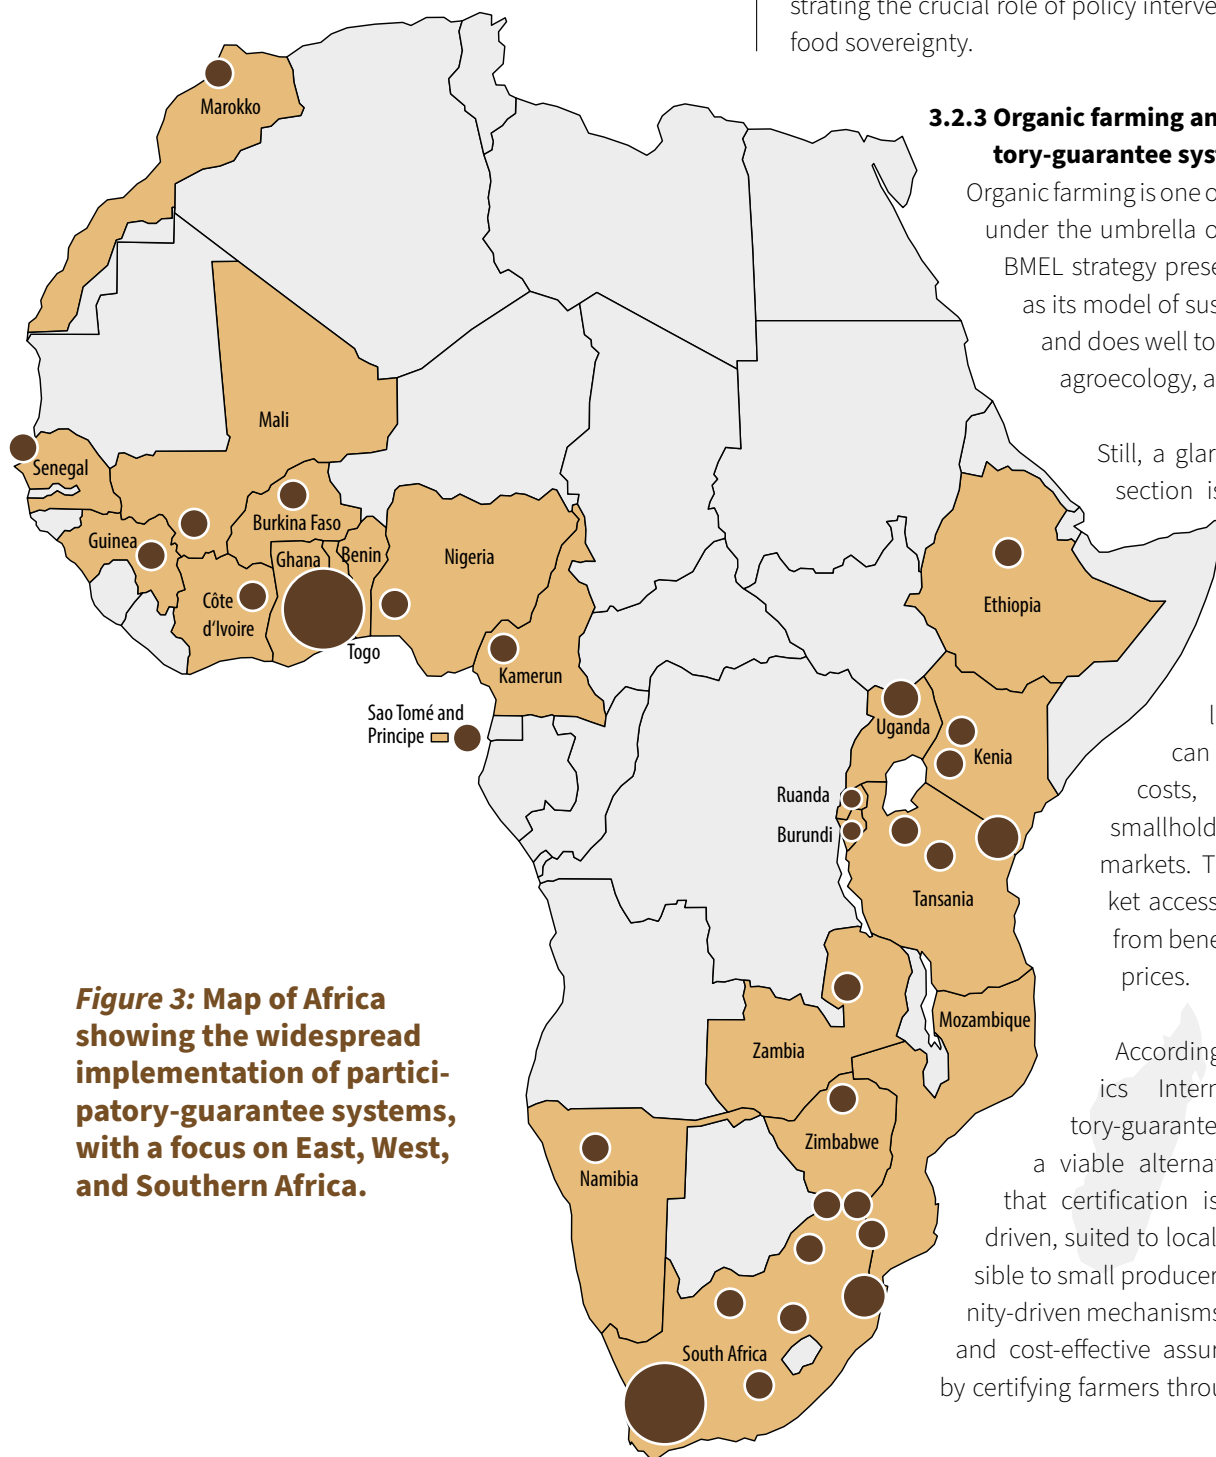 strating the crucial role of policy interve
food sovereignty.
3.2.3 Organic farming an
tory-guarantee sys
Organic farming is one o
under the umbrella o
BMEL strategy prese
as its model of sus
and does well to
agroecology, a
Still, a glar
section is
l
can
costs,
smallhold
markets. T
ket access
from bene
prices.
According
ics Intern
tory-guarante
a viable alterna
that certification is
driven, suited to local
sible to small producer
nity-driven mechanisms
and cost-effective assur
by certifying farmers throu
Marokko
Mali
Senegal
Burkina Faso
Guinea
Ghana
Benin
Nigeria
Côte
d‘Ivoire
Togo
Kamerun
Sao Tomé and
Principe
Ethiopia
Uganda
Kenia
Ruanda
Burundi
Tansania
Mozambique
Zambia
Zimbabwe
Namibia
South Africa
Figure 3: Map of Africa
showing the widespread
implementation of partici-
patory-guarantee systems,
with a focus on East, West,
and Southern Africa.